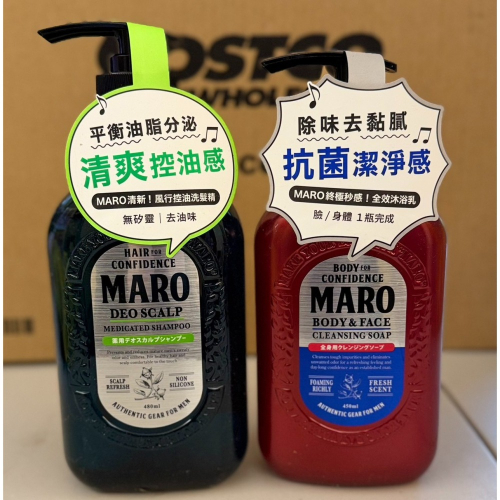 COSTCO
WHOLE
平衡油脂分泌
清爽控油感
MARO清新!風行控油洗髮精
無矽靈|去油味
HAIR FOR
CONFIDENCE
MARO
DEO SCALP
MEDICATED SHAMPOO
薬用デオスカルプシャンプー
SCALP
REFRESH
NON
SILICONE
480ml
AUTHENTIC GEAR FOR MEN
除味去黏膩
抗菌潔淨感
MARO終極秒感!全效沐浴乳
臉/身體 1瓶完成
BODY FOR
CONFIDENCE
MARO
BODY & FACE
CLEANSING SOAP
全身用クレンジングソープ
FOAMING
RICHLY
FRESH
SCENT
450ml
AUTHENTIC GEAR FOR MEN